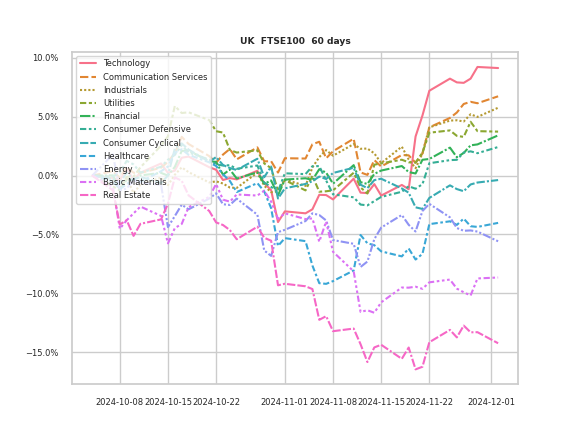 UK  FTSE100  60 days
10.0%
5.0%
0.0%
−5.0%
−10.0%
−15.0%
Technology
Communication Services
Industrials
Utilities
Financial
Consumer Defensive
Consumer Cyclical
Healthcare
Energy
Basic Materials
Real Estate
2024-10-08 2024-10-15 2024-10-22 2024-11-01 2024-11-08 2024-11-15 2024-11-22 2024-12-01